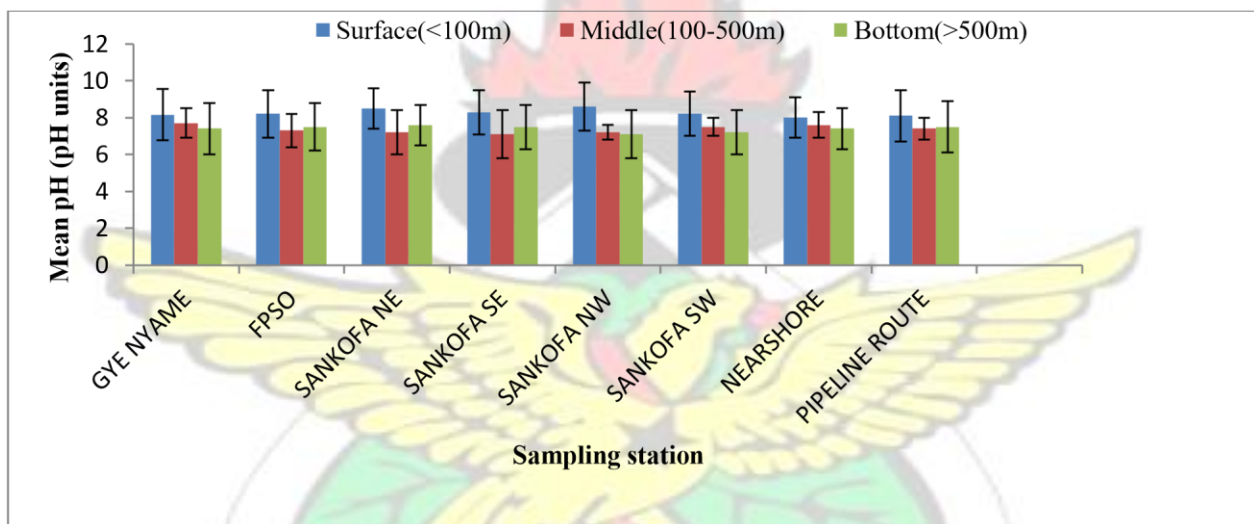 Surface(<100m) Middle(100-500m) Bottom(>500m)
Mean pH (pH units)
12
10
8
6
4
2
0
GYE NYAME
FPSO
SANKOFA NE
SANKOFA SE
SANKOFA NW
SANKOFA SW
NEARSHORE
PIPELINE ROUTE
Sampling station